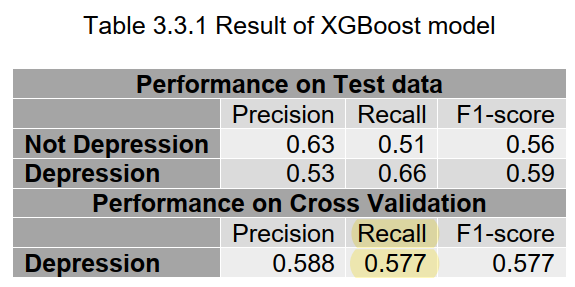 Table 3.3.1 Result of XGBoost model
Performance on Test data
Precision Recall F1-score
Not Depression 0.63 0.51 0.56
Depression 0.53 0.66 0.59
Performance on Cross Validation
Precision Recall F1-score
Depression 0.588 0.577 0.577